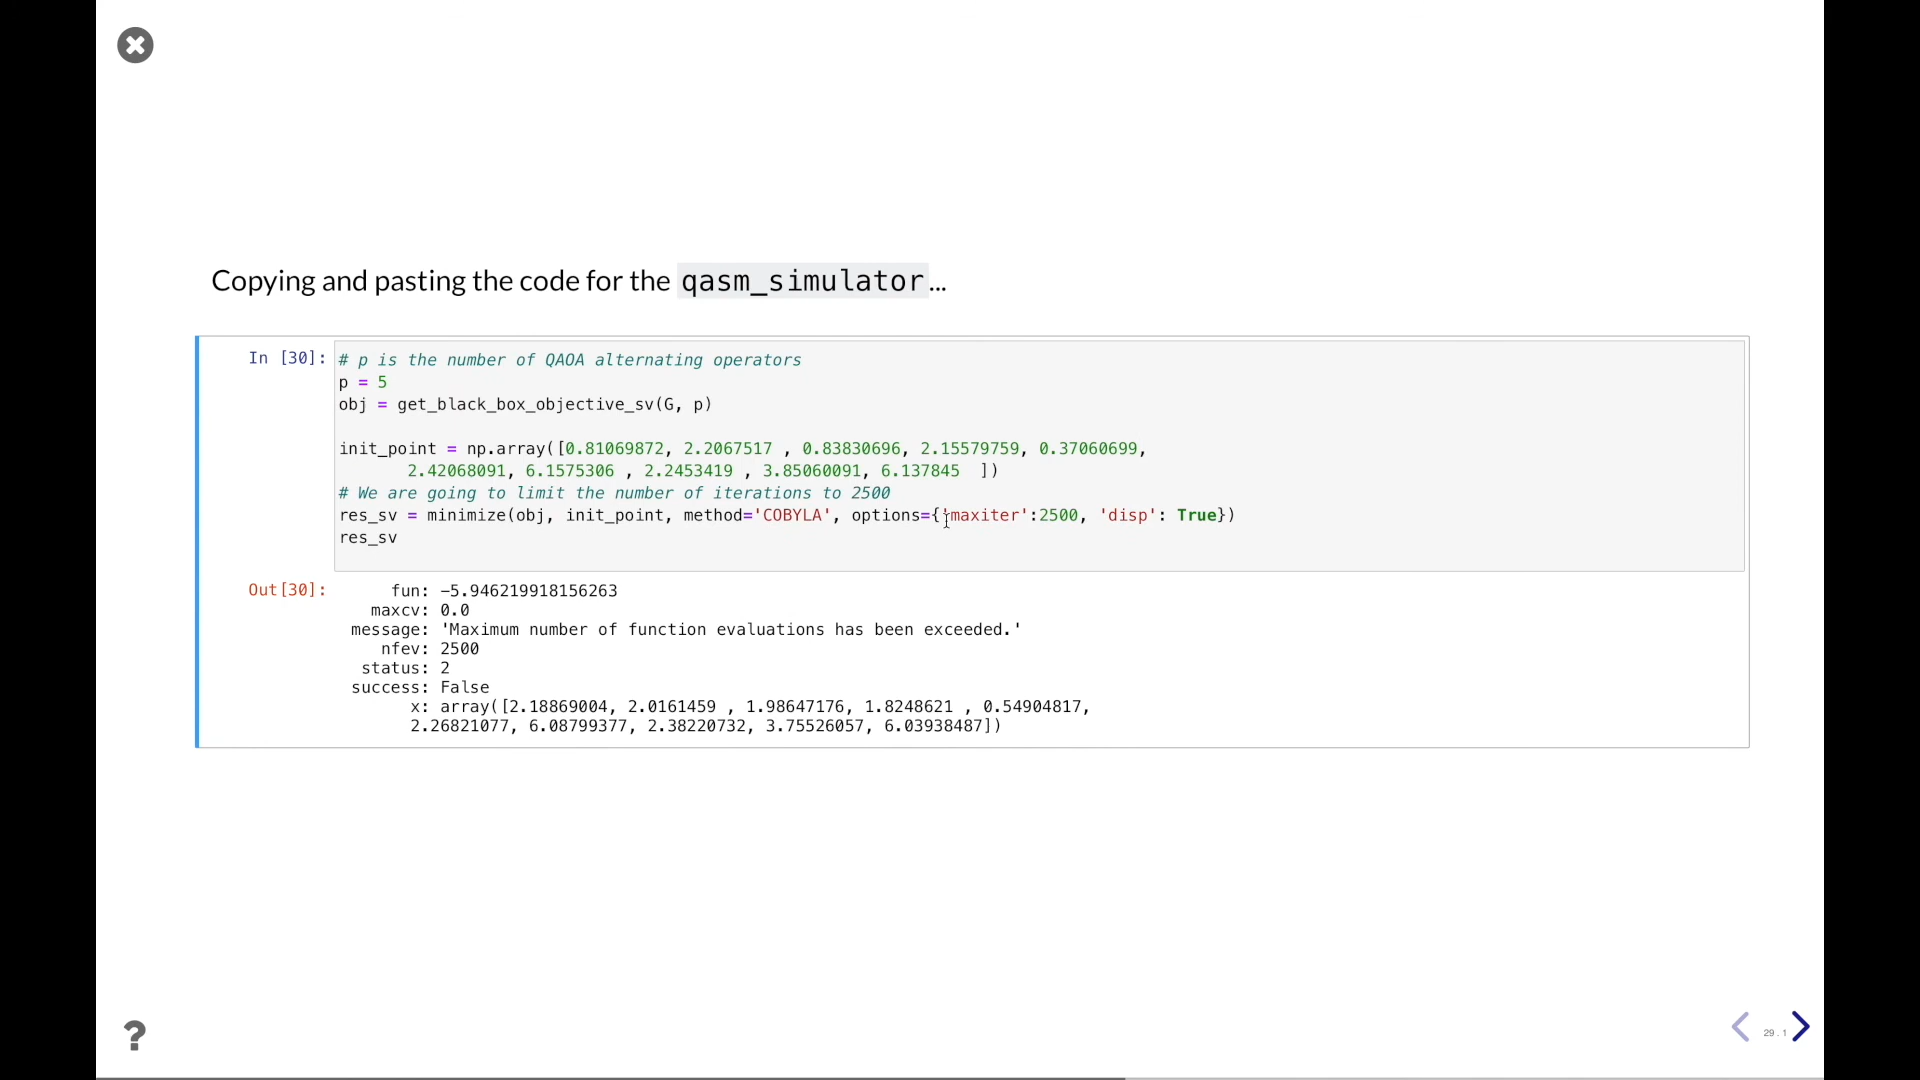 Copying and pasting the code for the qasm_simulator...
In [30]: # p is the number of QAOA alternating operators
p = 5
obj = get_black_box_objective_sv(G, p)
init_point = np.array([0.81069872, 2.2067517 , 0.83830696, 2.15579759, 0.37060699,
2.42068091, 6.1575306 , 2.2453419 , 3.85060091, 6.137845  ])
# We are going to limit the number of iterations to 2500
res_sv = minimize(obj, init_point, method='COBYLA', options={'maxiter':2500, 'disp': True})
res_sv
Out[30]: fun: -5.946219918156263
maxcv: 0.0
message: 'Maximum number of function evaluations has been exceeded.'
nfev: 2500
status: 2
success: False
x: array([2.18869004, 2.0161459 , 1.98647176, 1.8248621 , 0.54904817,
2.26821077, 6.08799377, 2.38220732, 3.75526057, 6.03938487])
?
29 . 1